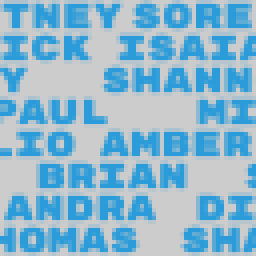 TNEY SORE
ICK ISAIA
Y SHANN
PAUL MI
LIO AMBER
BRIAN S
ANDRA DI
HOMAS SHA